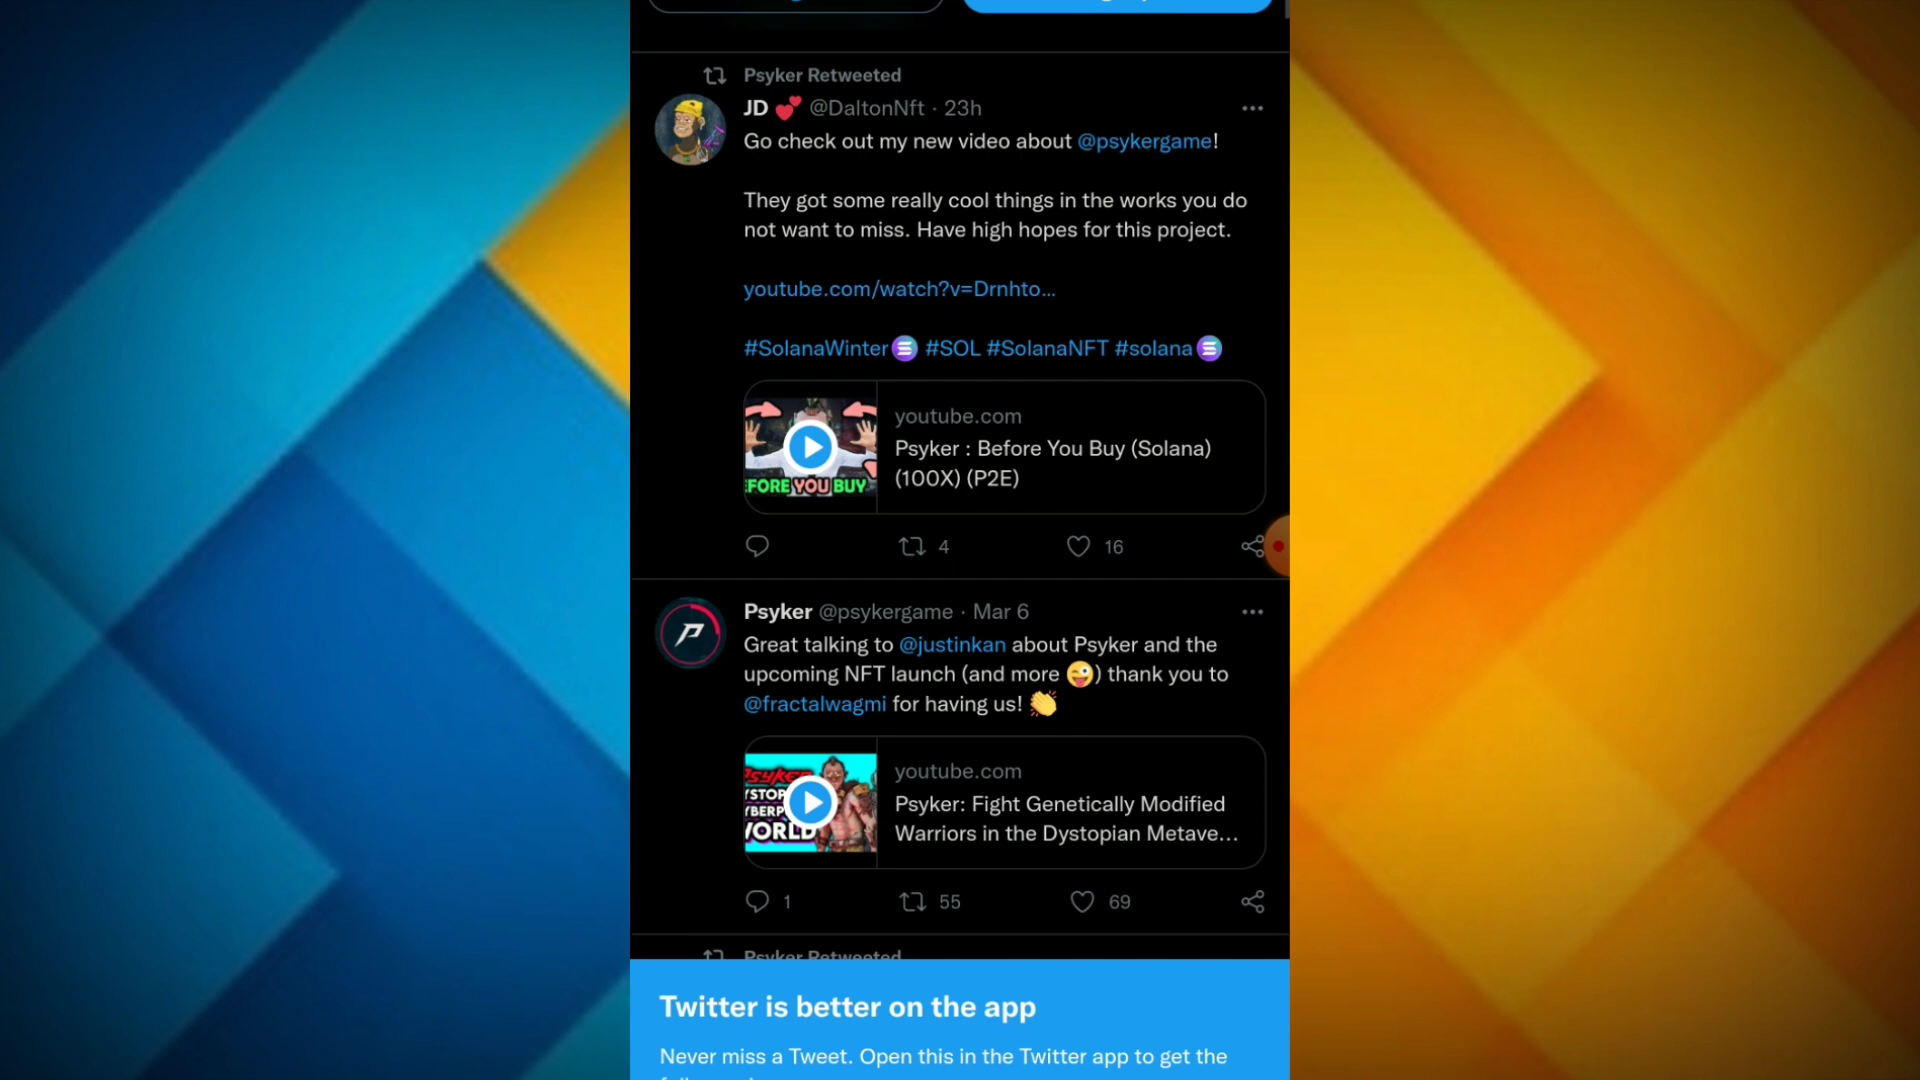 Psyker Retweeted
JD 💕 @DaltonNft · 23h
Go check out my new video about @psykergame!
They got some really cool things in the works you do
not want to miss. Have high hopes for this project.
youtube.com/watch?v=Drnhto...
#SolanaWinter #SOL #SolanaNFT #solana
FORE YOU BUY
youtube.com
Psyker : Before You Buy (Solana)
(100X) (P2E)
4 16
Psyker @psykergame · Mar 6
Great talking to @justinkan about Psyker and the
upcoming NFT launch (and more 😜) thank you to
@fractalwagmi for having us! 👏
youtube.com
Psyker: Fight Genetically Modified
Warriors in the Dystopian Metave...
1 55 69
Psyker Retweeted
Twitter is better on the app
Never miss a Tweet. Open this in the Twitter app to get the